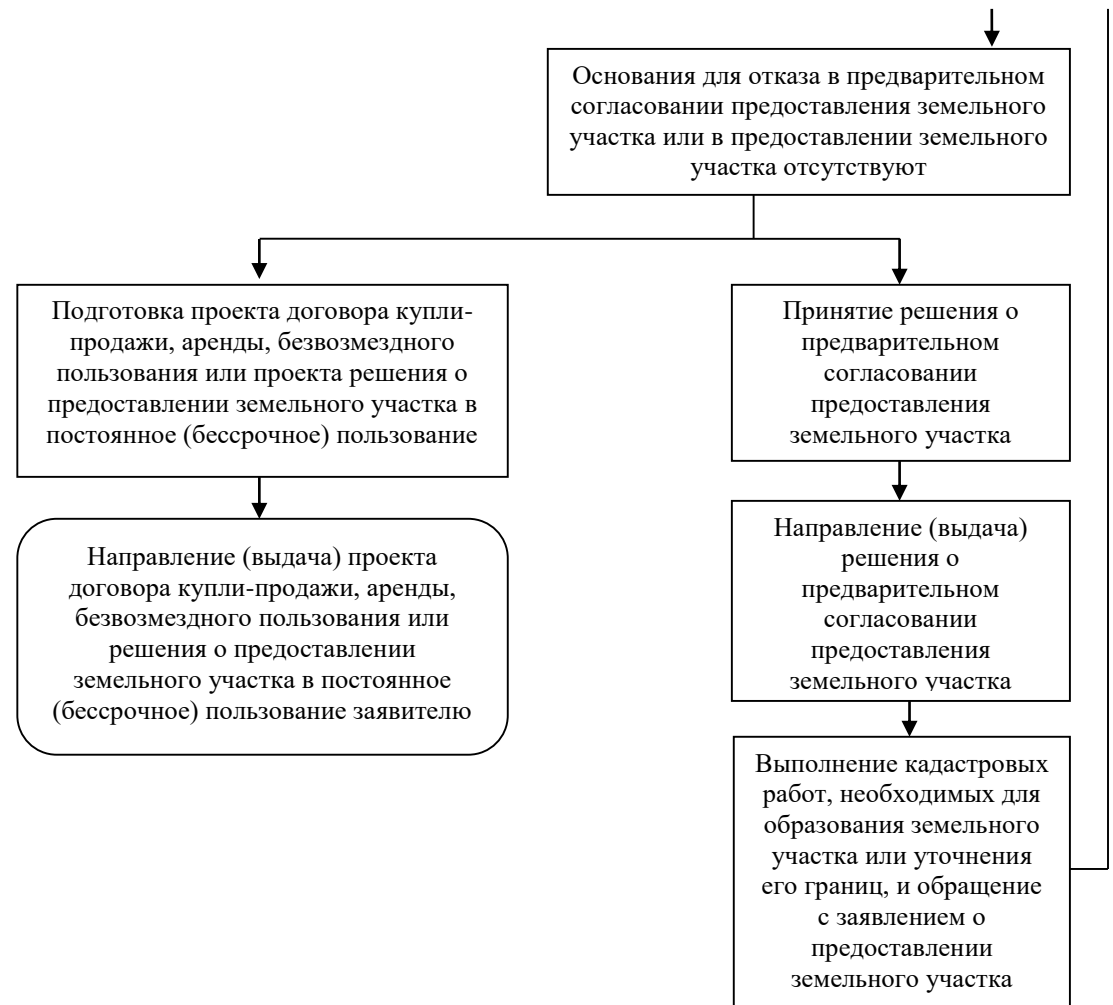 Основания для отказа в предварительном
согласовании предоставления земельного
участка или в предоставлении земельного
участка отсутствуют
Подготовка проекта договора купли-
продажи, аренды, безвозмездного
пользования или проекта решения о
предоставлении земельного участка в
постоянное (бессрочное) пользование
Направление (выдача) проекта
договора купли-продажи, аренды,
безвозмездного пользования или
решения о предоставлении
земельного участка в постоянное
(бессрочное) пользование заявителю
Принятие решения о
предварительном
согласовании
предоставления
земельного участка
Направление (выдача)
решения о
предварительном
согласовании
предоставления
земельного участка
Выполнение кадастровых
работ, необходимых для
образования земельного
участка или уточнения
его границ, и обращение
с заявлением о
предоставлении
земельного участка